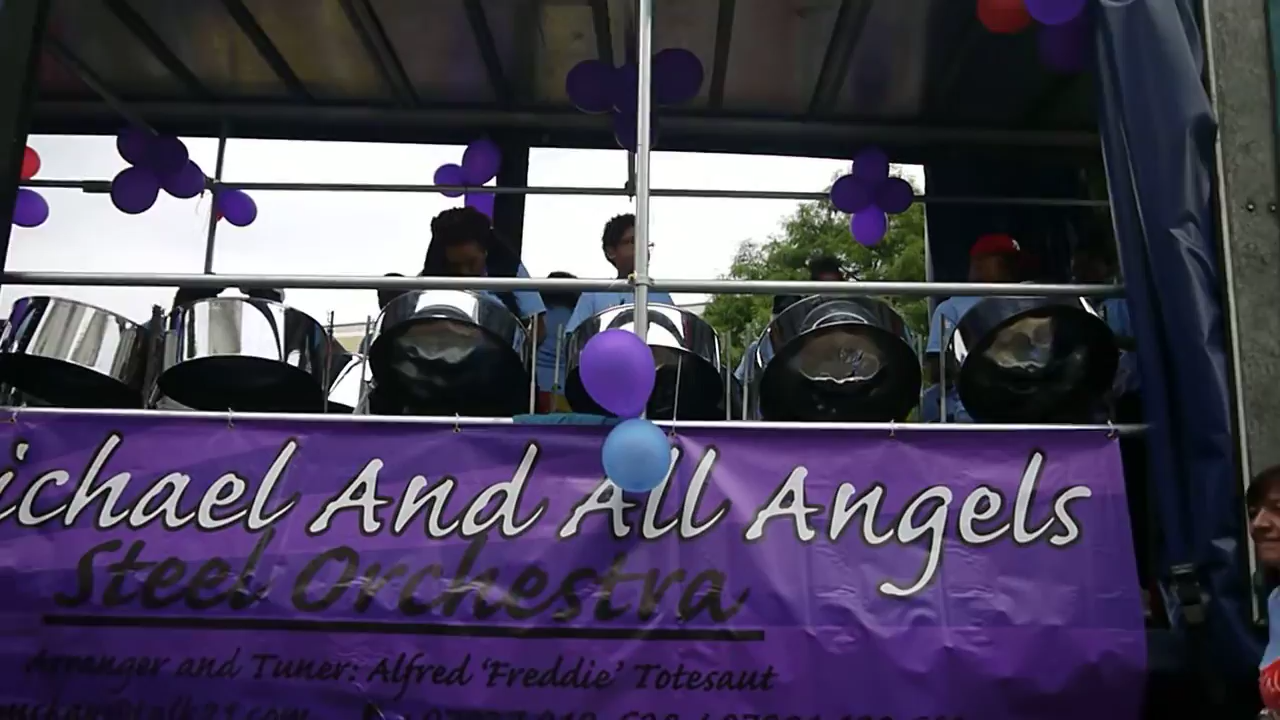 ichael And All Angels
Steel Orchestra
Arranger and Tuner: Alfred 'Freddie' Totesaut